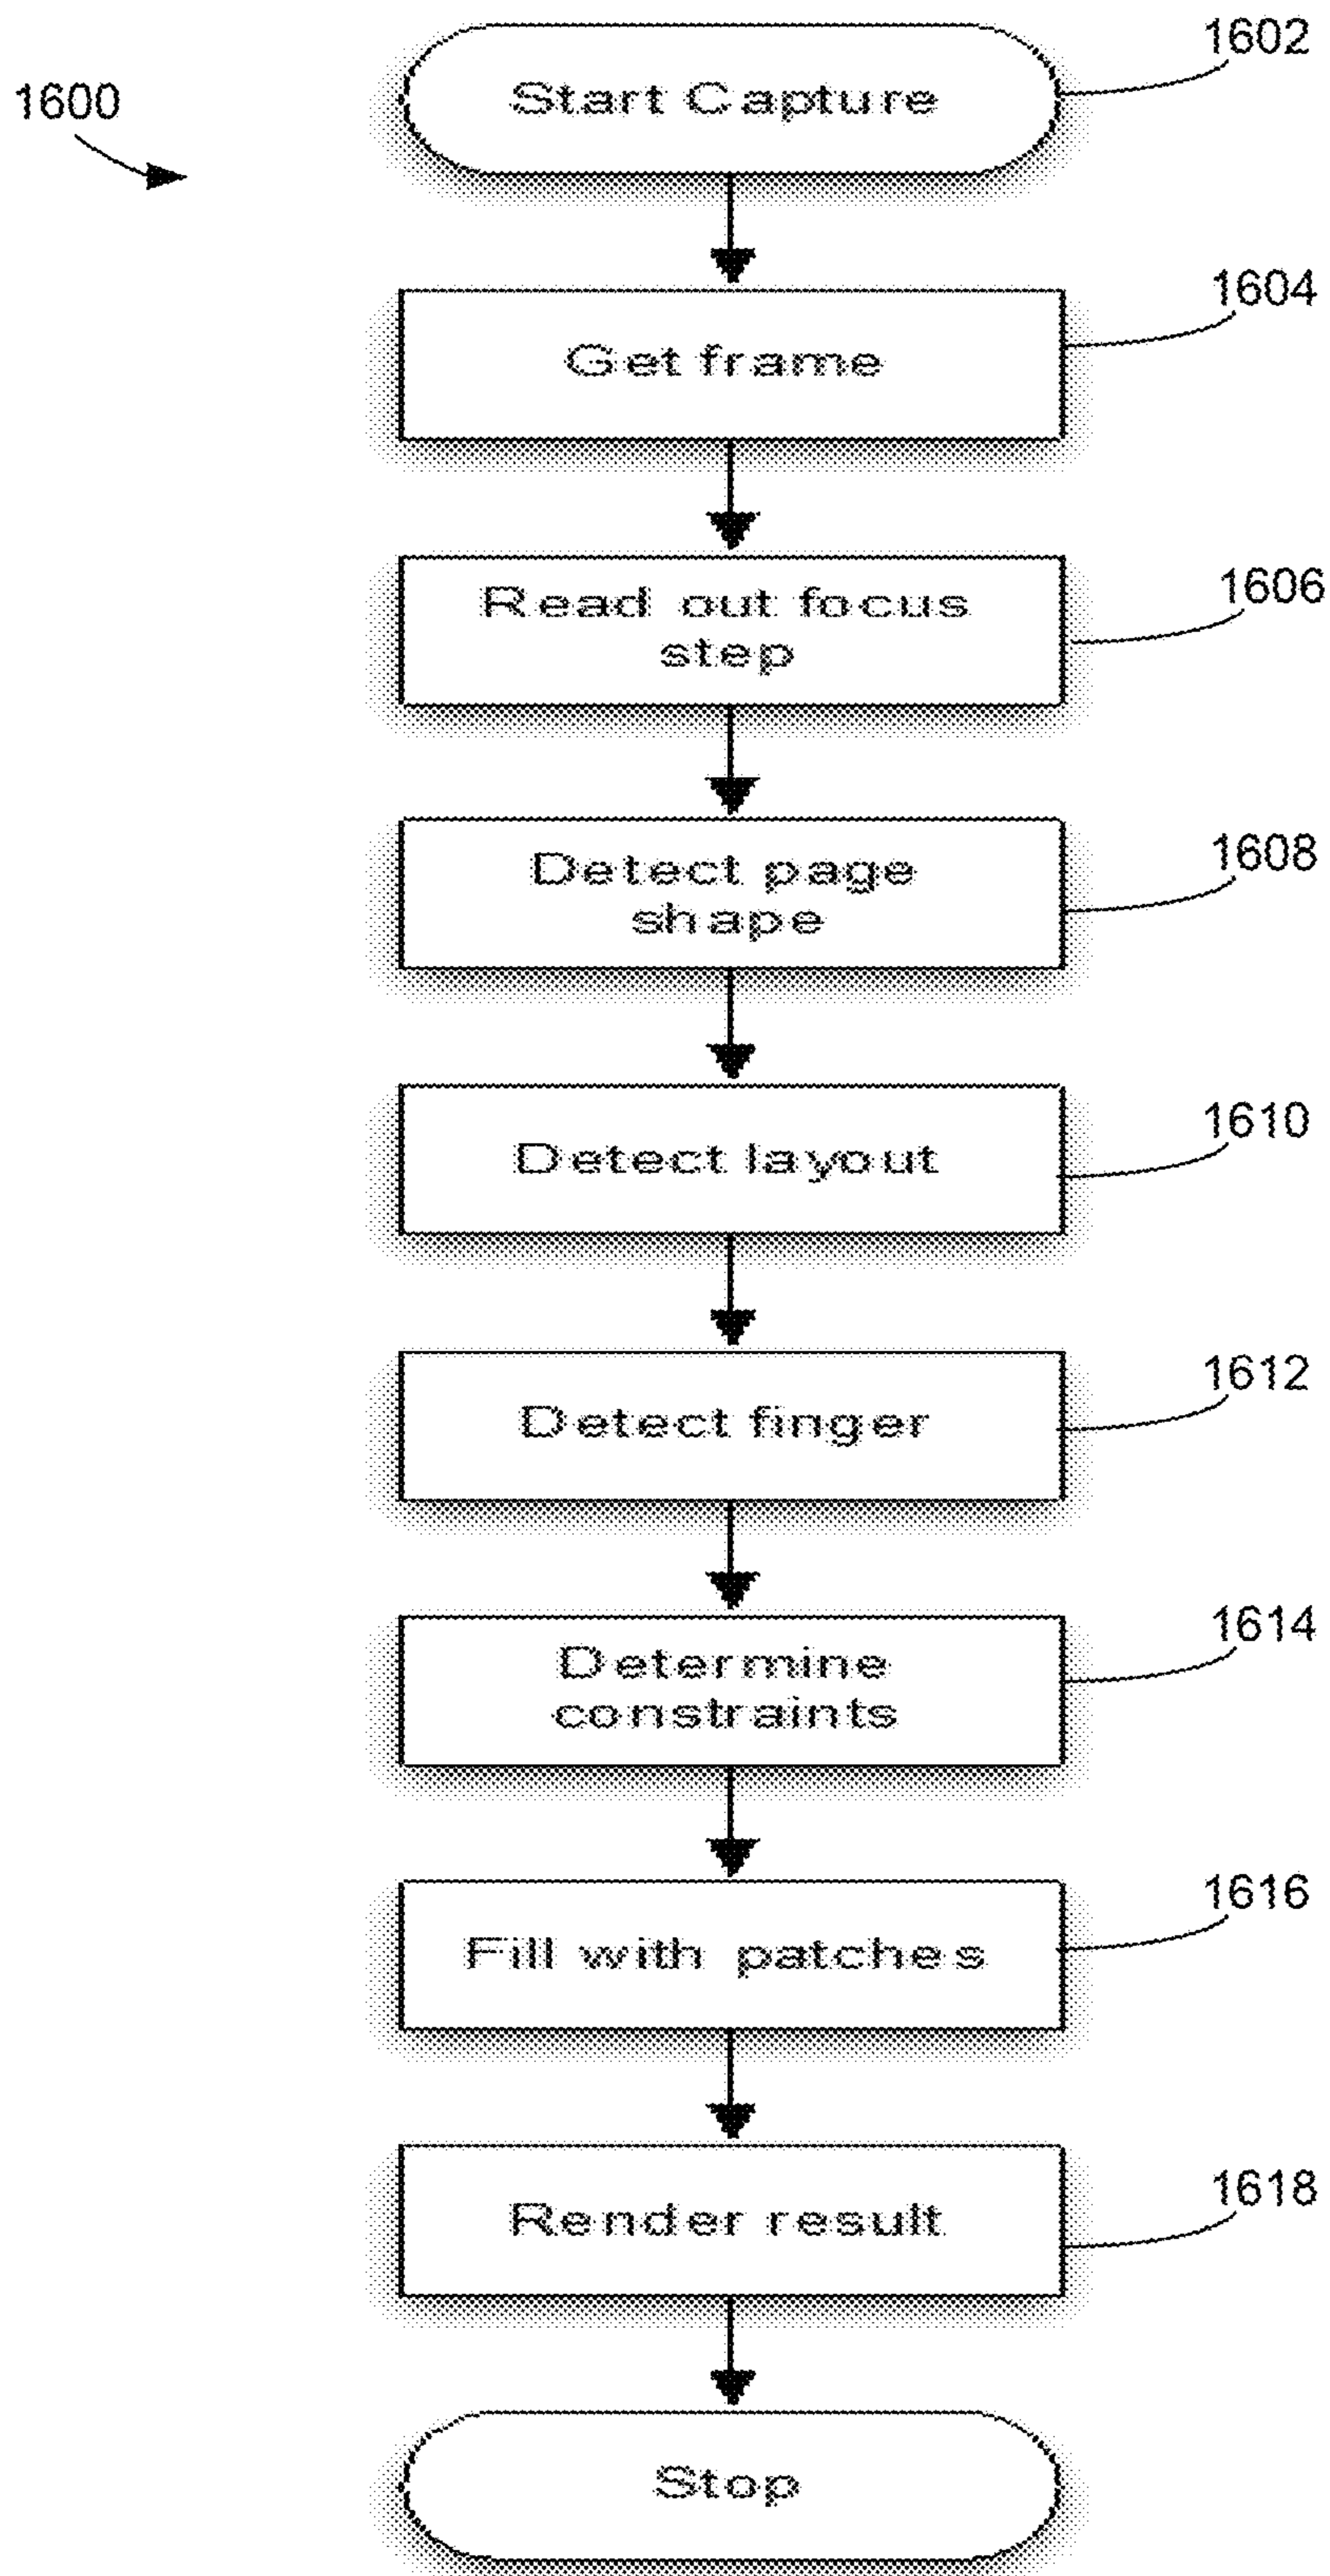 1600
Start Capture
1602
Get frame
1604
Read out focus
step
1606
Detect page
shape
1608
Detect layout
1610
Detect finger
1612
Determine
constraints
1614
Fill with patches
1616
Render result
1618
Stop